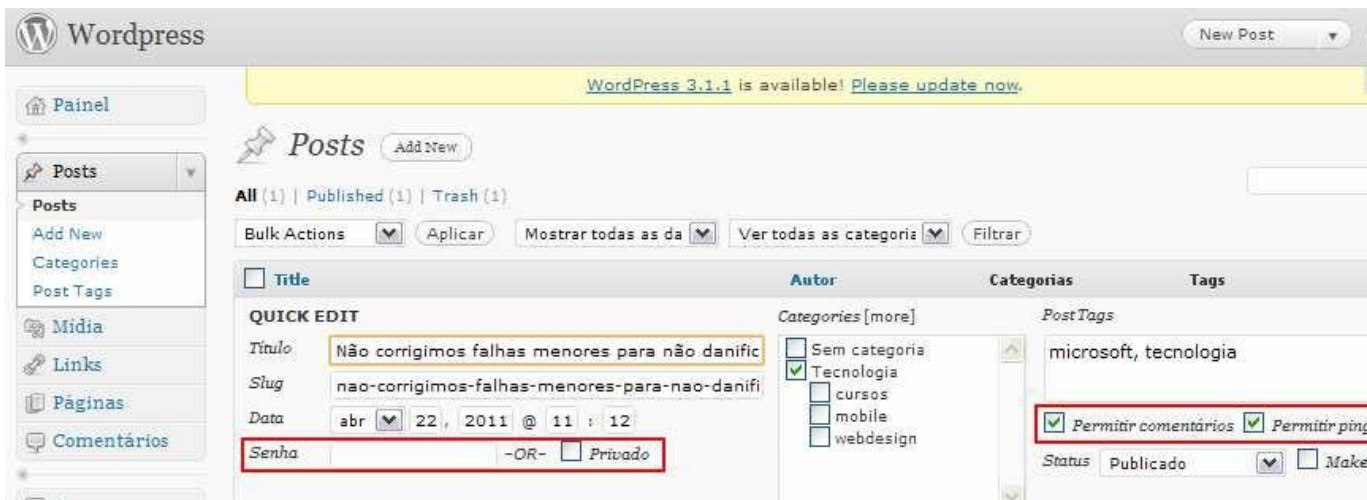 Wordpress
New Post
WordPress 3.1.1 is available! Please update now.
Painel
Posts
Posts
Add New
Categories
Post Tags
Mídia
Links
Páginas
Comentários
Posts Add New
All (1) | Published (1) | Trash (1)
Bulk Actions Aplicar Mostrar todas as da Ver todas as categoria Filtrar
Title Autor Categorias Tags
QUICK EDIT
Título Não corrigimos falhas menores para não danific
Slug nao-corrigimos-falhas-menores-para-nao-danifi
Data abr 22, 2011 @ 11 : 12
Senha -OR- Privado
Categories [more]
Sem categoria
Tecnologia
cursos
mobile
webdesign
Post Tags
microsoft, tecnologia
Permitir comentários Permitir ping
Status Publicado Make